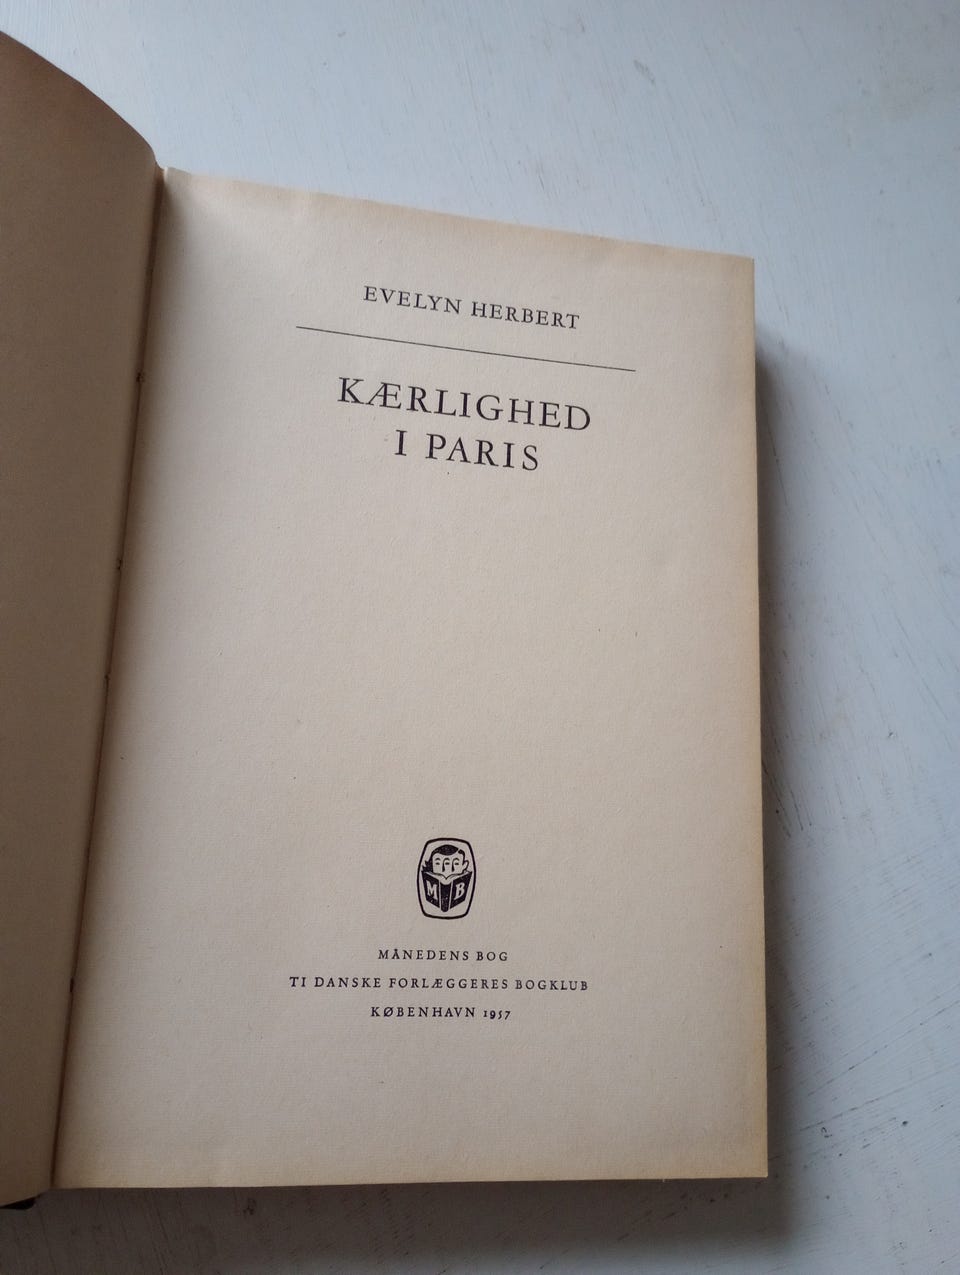 EVELYN HERBERT
KÆRLIGHED
I PARIS
M B
MÅNEDENS BOG
TI DANSKE FORLÆGGERES BOGKLUB
KØBENHAVN 1957